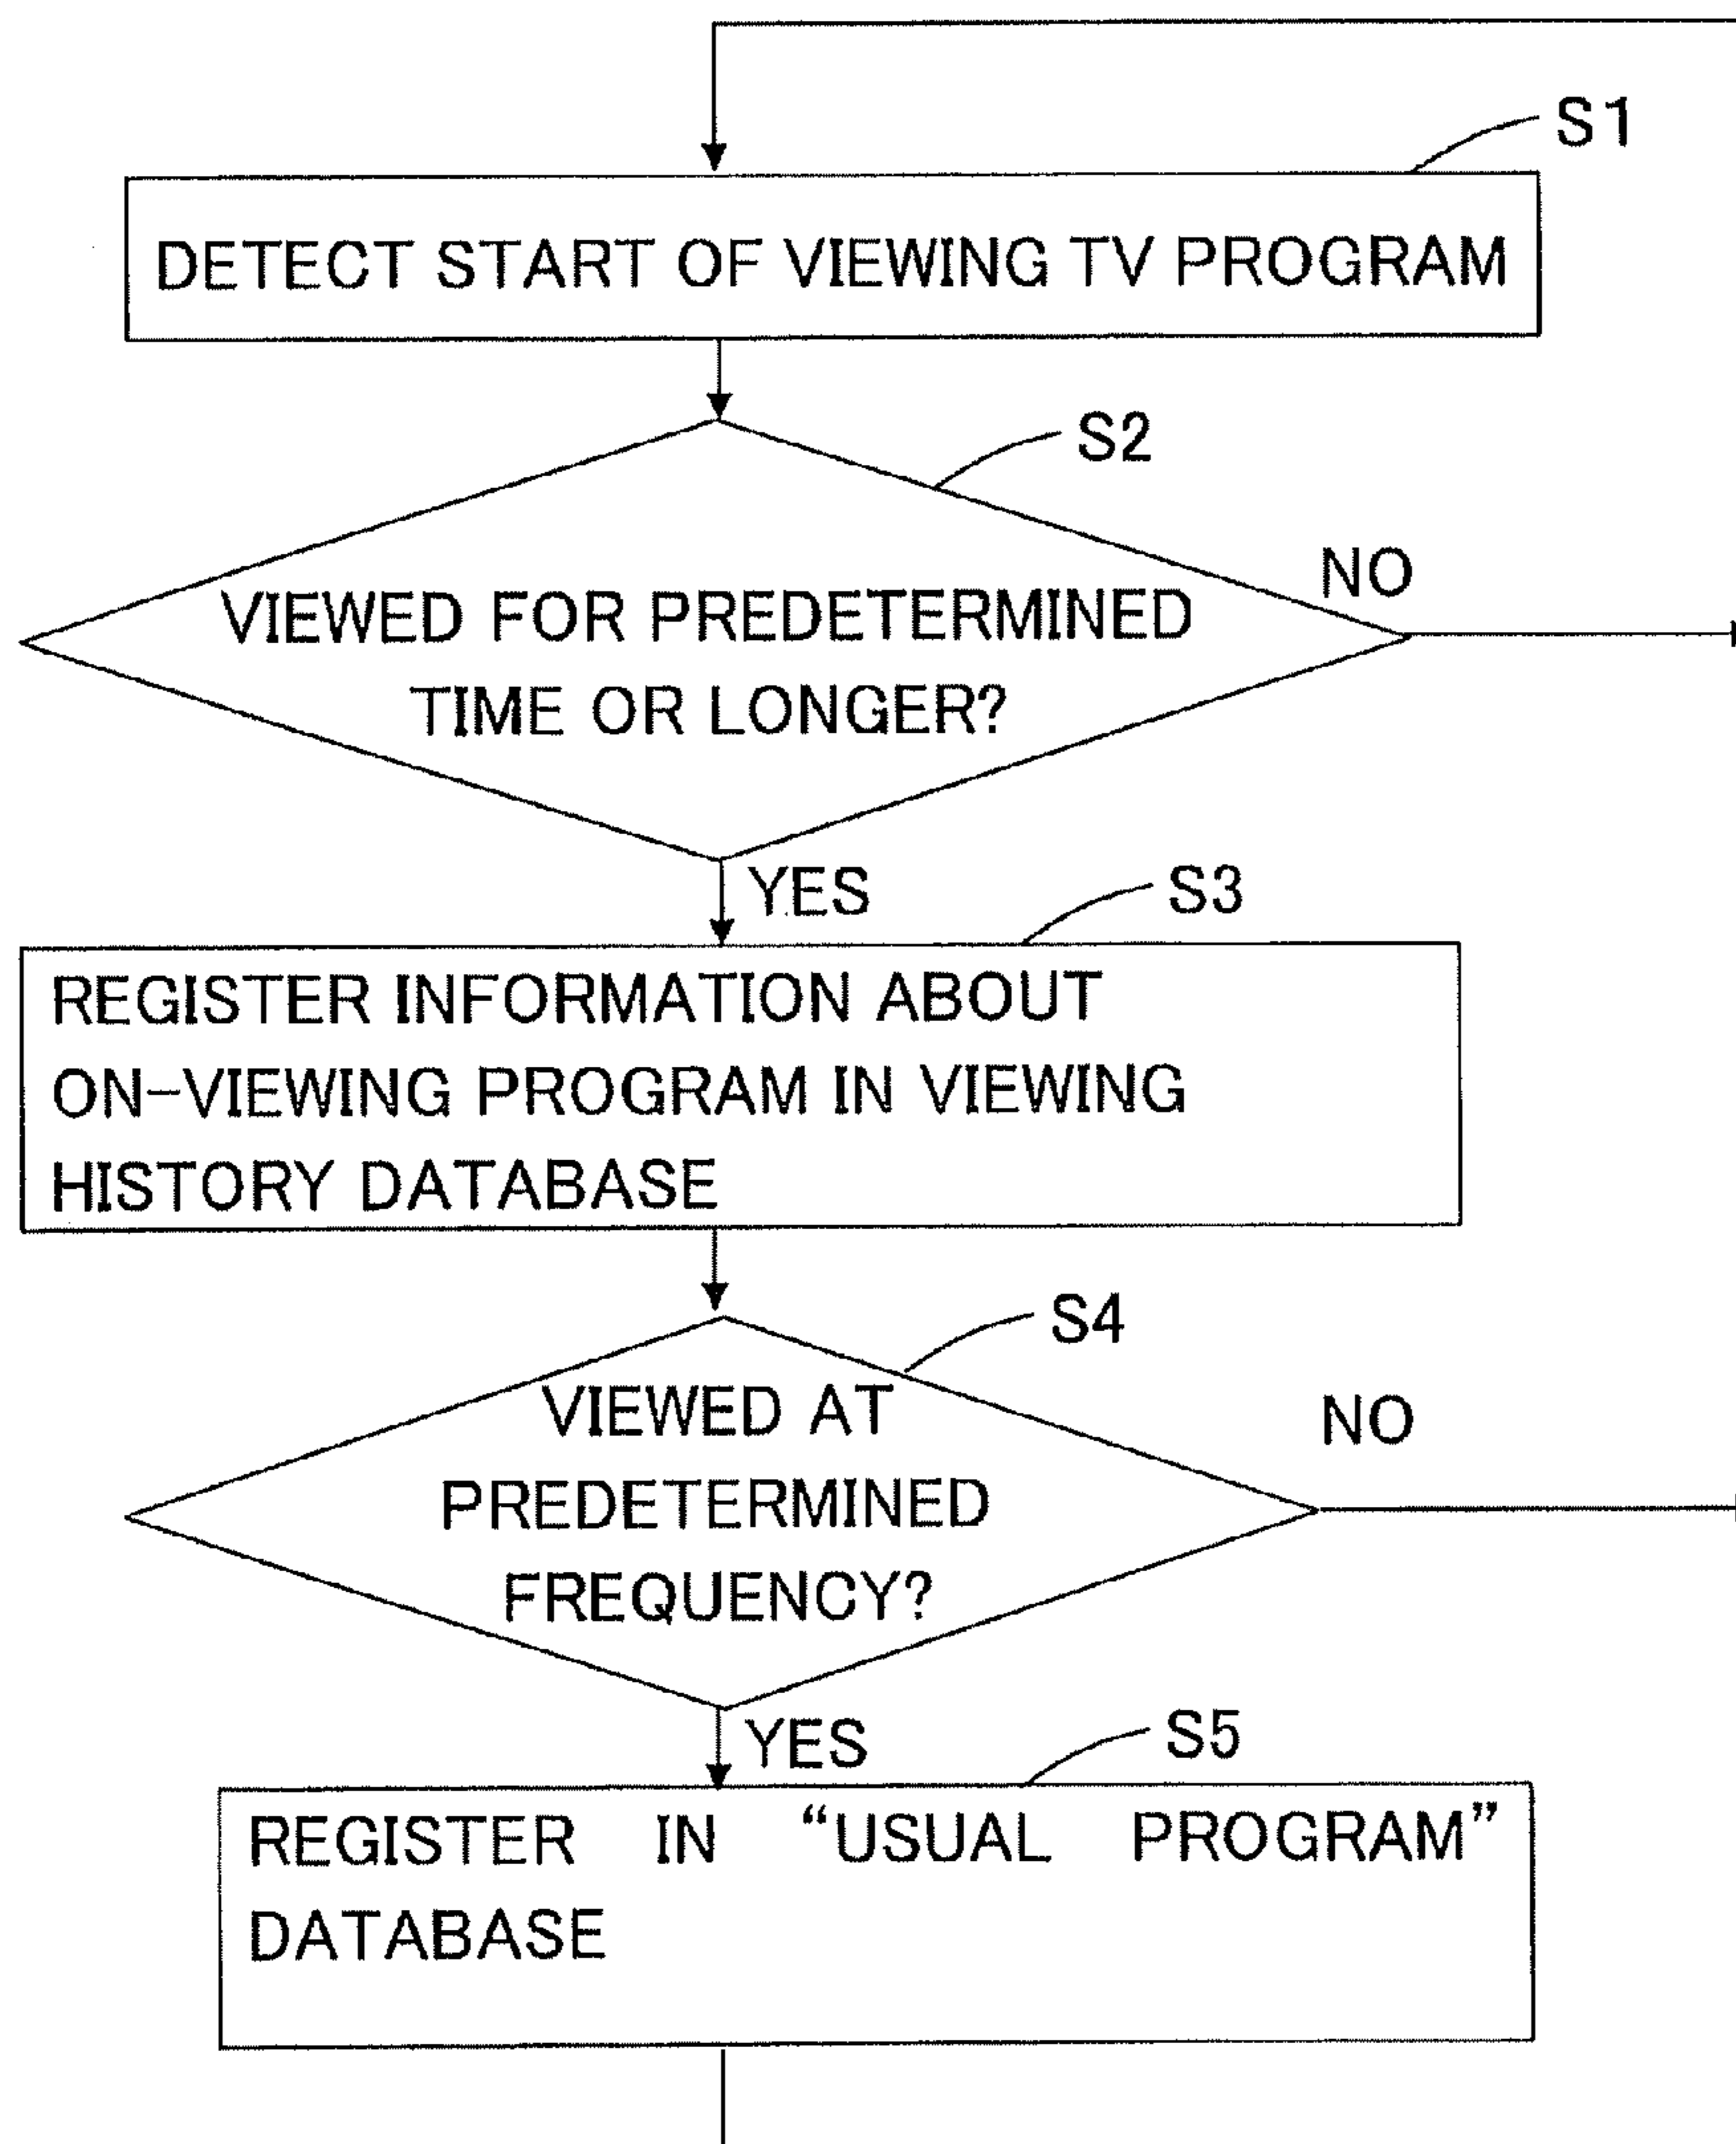 S1
DETECT START OF VIEWING TV PROGRAM
S2
NO
VIEWED FOR PREDETERMINED
TIME OR LONGER?
YES
S3
REGISTER INFORMATION ABOUT
ON-VIEWING PROGRAM IN VIEWING
HISTORY DATABASE
S4
VIEWED AT
NO
PREDETERMINED
FREQUENCY?
YES
S5
REGISTER IN “USUAL PROGRAM”
DATABASE